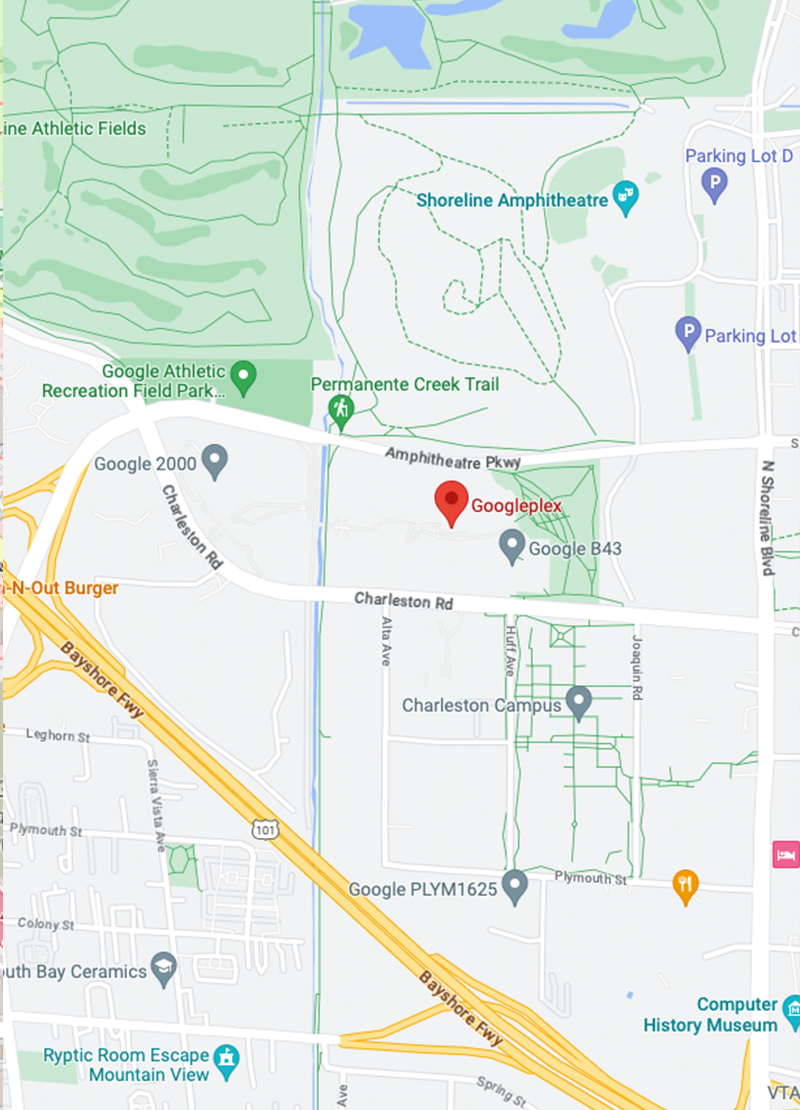 ine Athletic Fields
Parking Lot D
P
Shoreline Amphitheatre
P
Parking Lot
Google Athletic
Recreation Field Park...
Permanente Creek Trail
Amphitheatre Pkwy
S
Google 2000
N Shoreline Blvd
Charleston Rd
Googleplex
Google B43
-N-Out Burger
Charleston Rd
C
Alta Ave
Huff Ave
Joaquin Rd
Bayshore Fwy
Charleston Campus
Leghorn St
Sierra Vista Ave
Plymouth St
101
Google PLYM1625
Plymouth St
Colony St
outh Bay Ceramics
Bayshore Fwy
Computer
History Museum
Ryptic Room Escape
Mountain View
Ave
Spring St
VTA